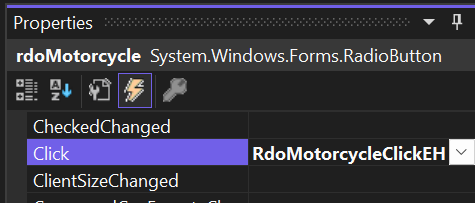 Properties
rdoMotorcycle System.Windows.Forms.RadioButton
CheckedChanged
Click RdoMotorcycleClickEH
ClientSizeChanged